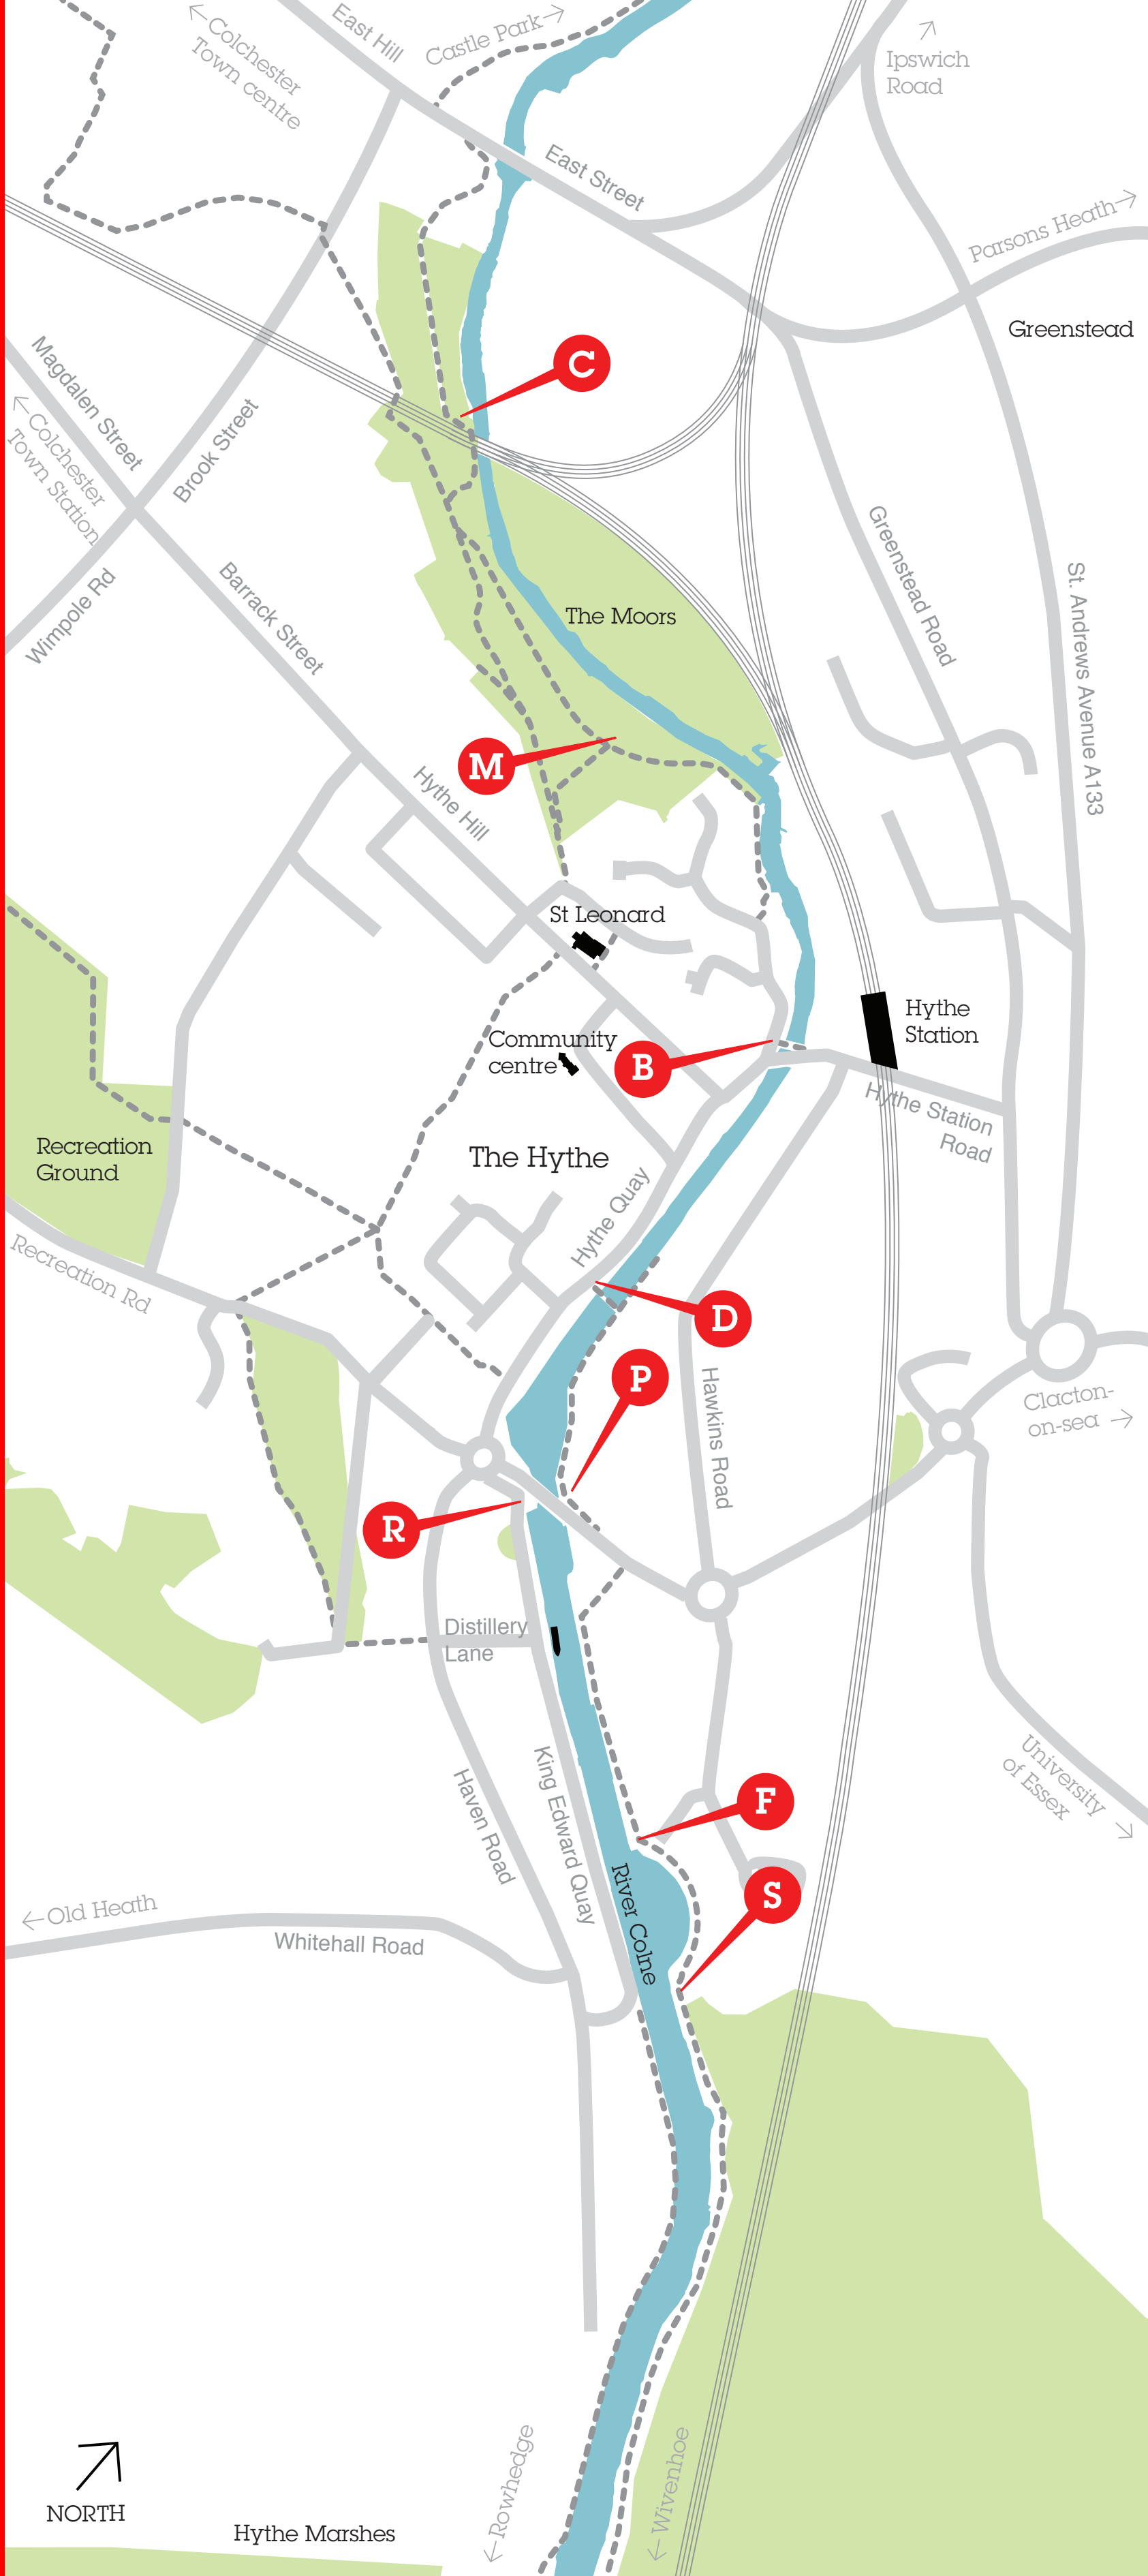 ← Colchester
Town centre
East Hill
Castle Park →
Ipswich
Road
East Street
Parsons Heath →
Greenstead
C
Magdalen Street
← Colchester
Town Station
Brook Street
Wimpole Rd
Barrack Street
Greenstead Road
St. Andrews Avenue A133
The Moors
M
Hythe Hill
St Leonard
Hythe
Station
Community
centre
B
Hythe Station
Road
Recreation
Ground
The Hythe
Hythe Quay
Recreation Rd
D
P
Hawkins Road
Clacton-
on-sea →
R
Distillery
Lane
University
of Essex →
King Edward Quay
Haven Road
F
River Colne
S
← Old Heath
Whitehall Road
← Rowhedge
← Wivenhoe
NORTH
Hythe Marshes